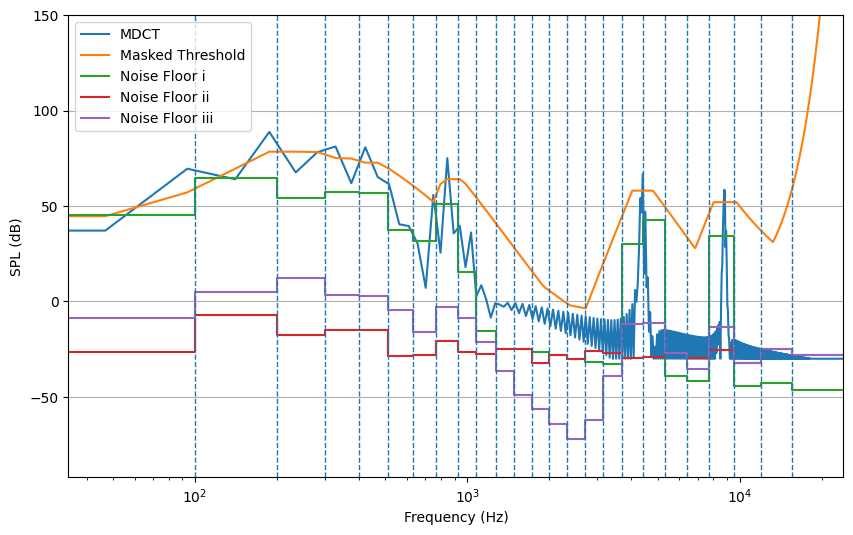 150
100
50
0
−50
SPL (dB)
MDCT
Masked Threshold
Noise Floor i
Noise Floor ii
Noise Floor iii
10²
10³
10⁴
Frequency (Hz)